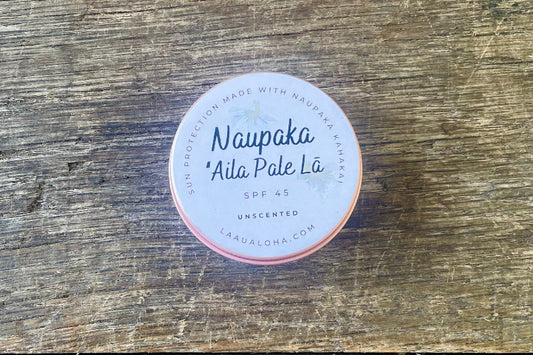 SUN PROTECTION MADE WITH NAUPAKA KAHAKAI
Naupaka
ʻAila Pale Lā
SPF 45
UNSCENTED
LAAUALOHA.COM